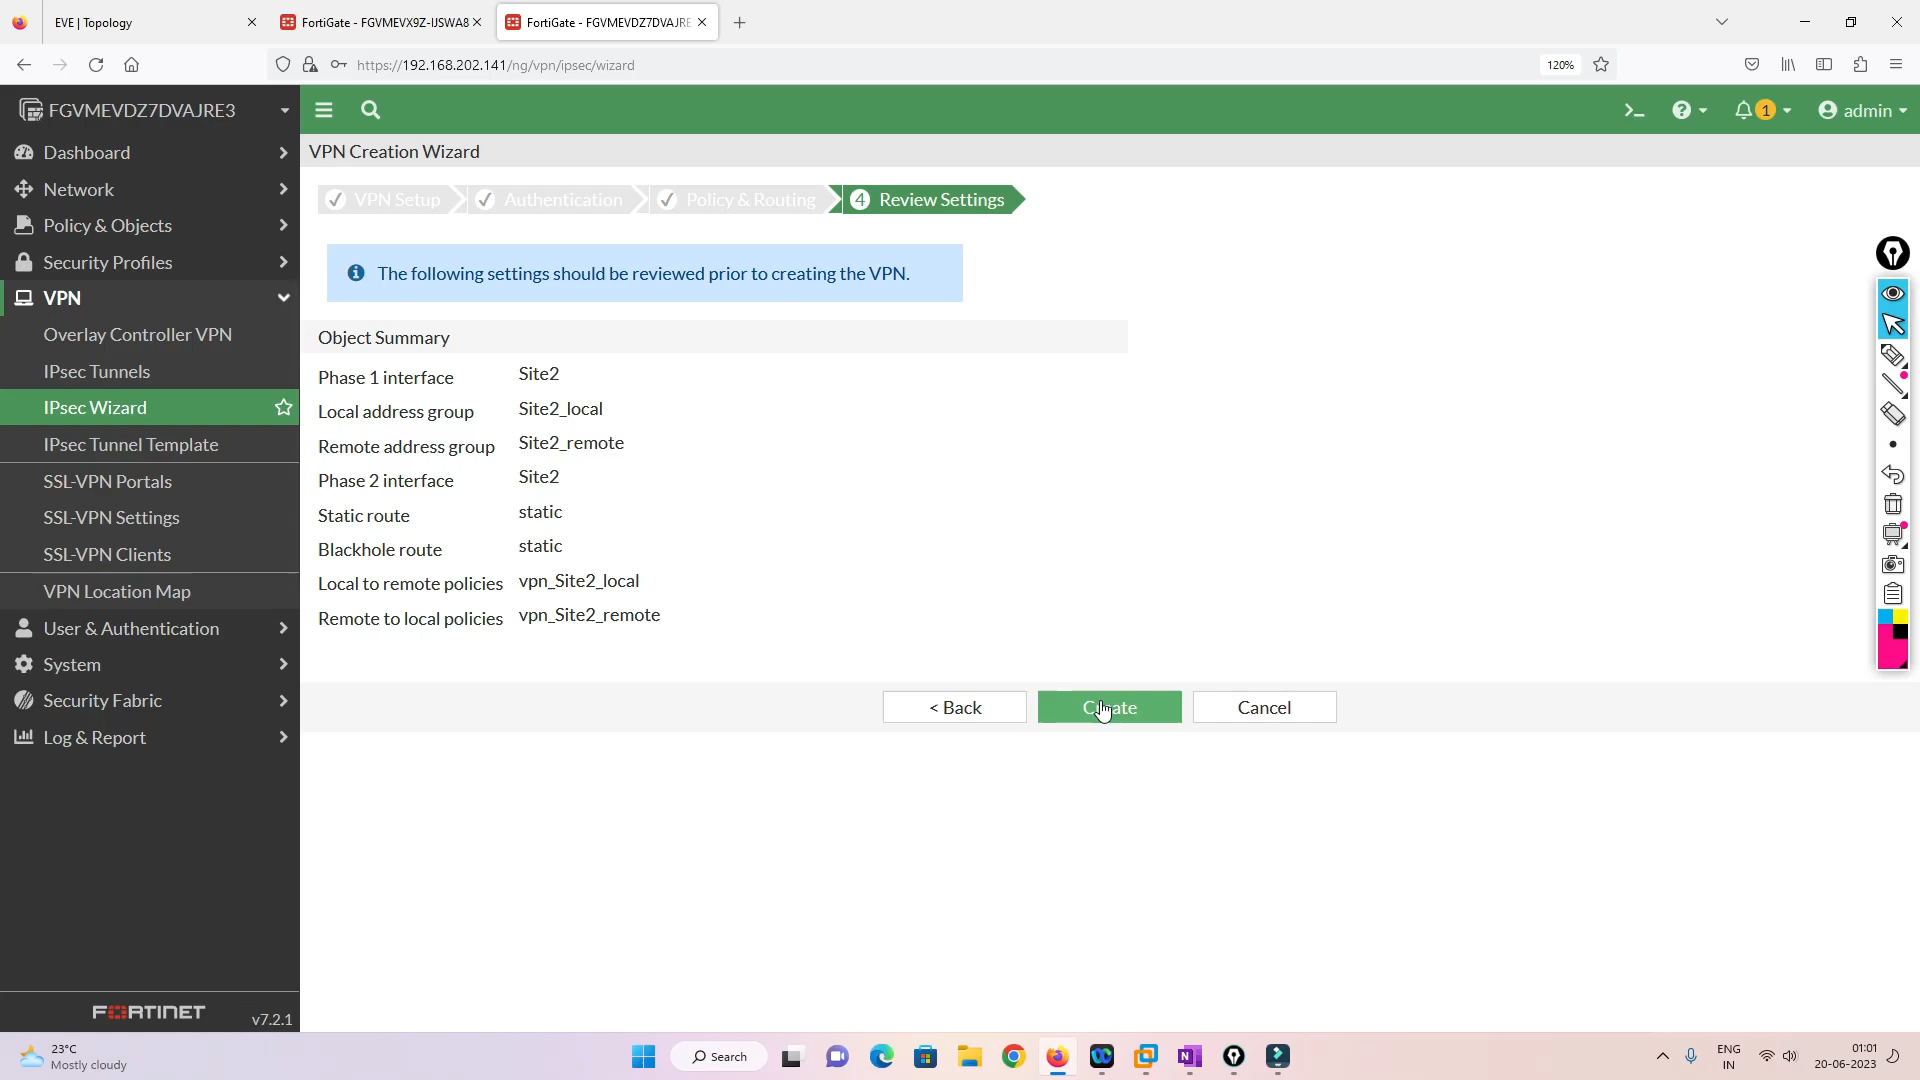 EVE | Topology
FortiGate - FGVMEVX9Z-IJSWA8
FortiGate - FGVMEVDZ7DVAJRE
https://192.168.202.141/ng/vpn/ipsec/wizard
120%
FGVMEVDZ7DVAJRE3
1
admin
Dashboard
Network
Policy & Objects
Security Profiles
VPN
Overlay Controller VPN
IPsec Tunnels
IPsec Wizard
IPsec Tunnel Template
SSL-VPN Portals
SSL-VPN Settings
SSL-VPN Clients
VPN Location Map
User & Authentication
System
Security Fabric
Log & Report
FORTINET
v7.2.1
VPN Creation Wizard
VPN Setup
Authentication
Policy & Routing
4 Review Settings
The following settings should be reviewed prior to creating the VPN.
Object Summary
Phase 1 interface Site2
Local address group Site2_local
Remote address group Site2_remote
Phase 2 interface Site2
Static route static
Blackhole route static
Local to remote policies vpn_Site2_local
Remote to local policies vpn_Site2_remote
< Back
Create
Cancel
23°C
Mostly cloudy
Search
ENG
IN
01:01
20-06-2023